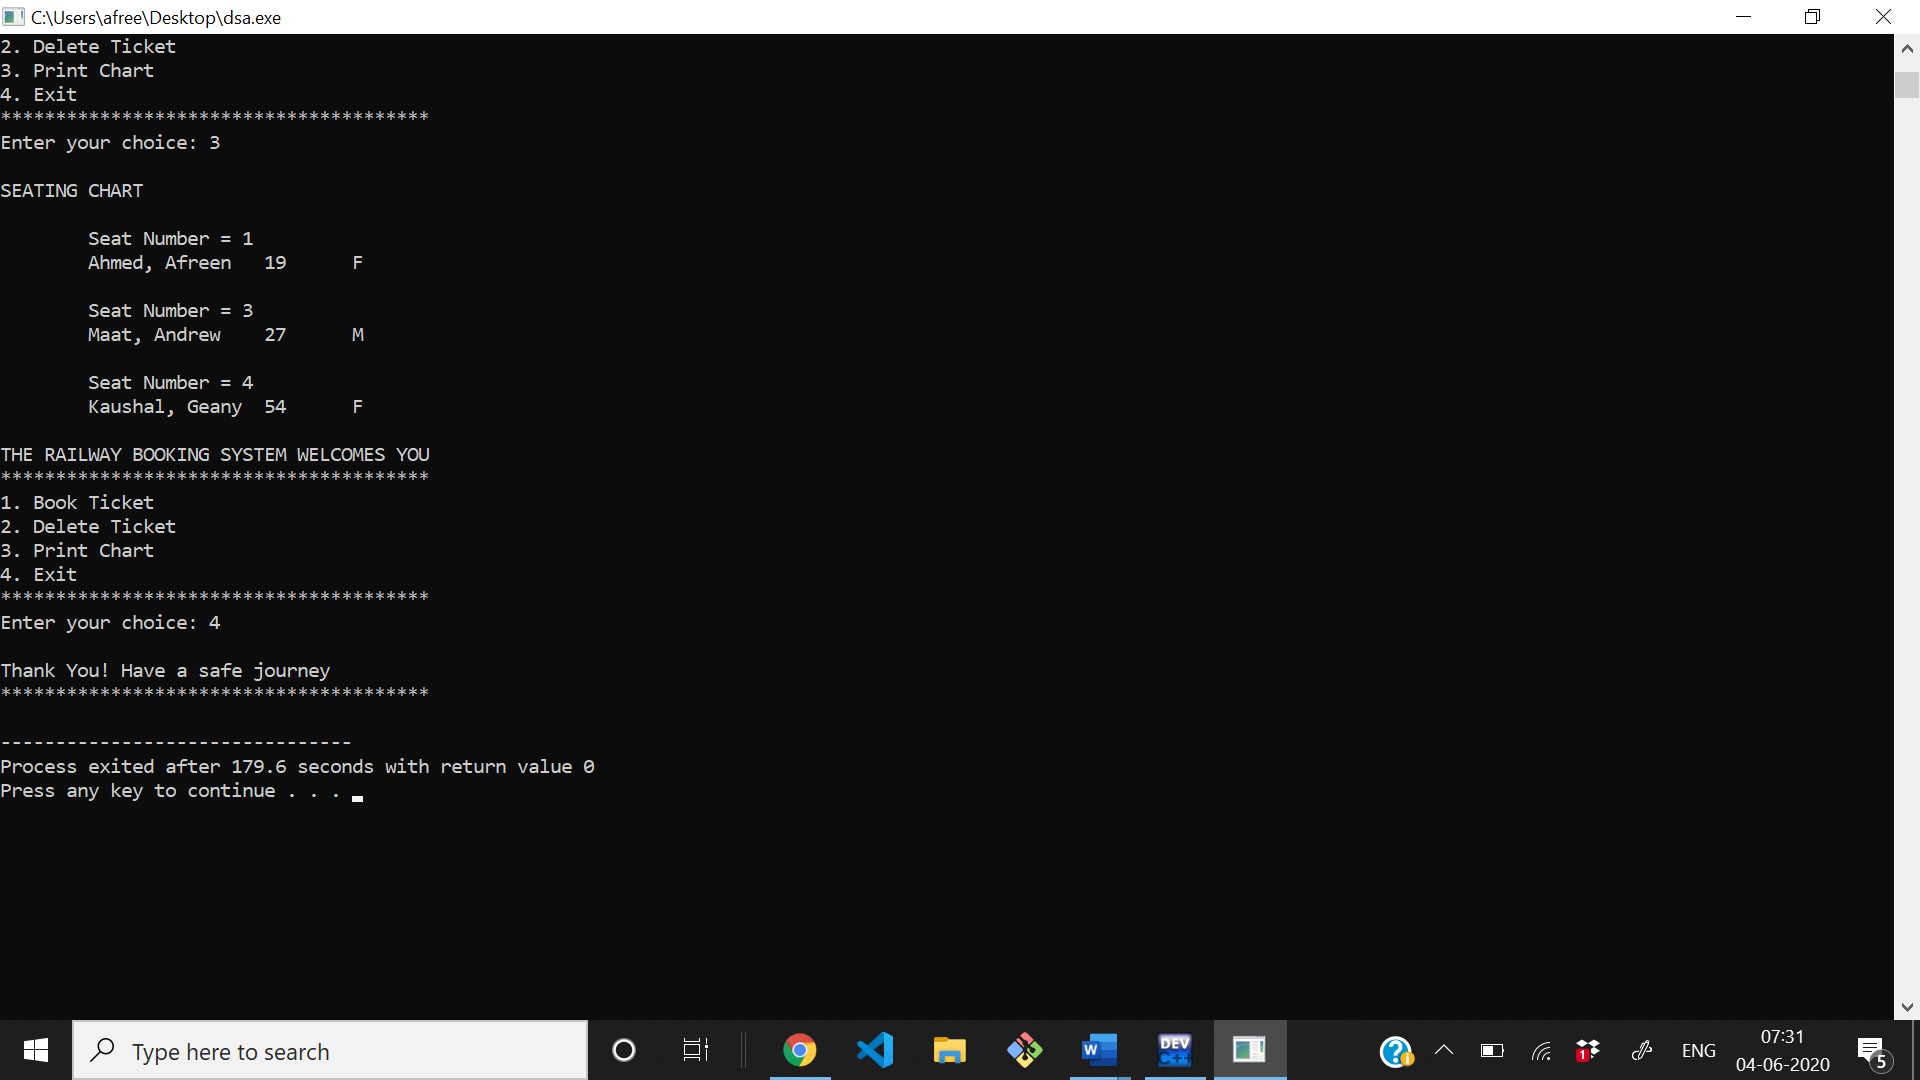 C:\Users\afree\Desktop\dsa.exe
2. Delete Ticket
3. Print Chart
4. Exit
***************************************
Enter your choice: 3
SEATING CHART
Seat Number = 1
Ahmed, Afreen 19 F
Seat Number = 3
Maat, Andrew 27 M
Seat Number = 4
Kaushal, Geany 54 F
THE RAILWAY BOOKING SYSTEM WELCOMES YOU
***************************************
1. Book Ticket
2. Delete Ticket
3. Print Chart
4. Exit
***************************************
Enter your choice: 4
Thank You! Have a safe journey
***************************************
--------------------------------
Process exited after 179.6 seconds with return value 0
Press any key to continue . . .
Type here to search
W
DEV
C++
?
1
ENG
07:31
04-06-2020
5